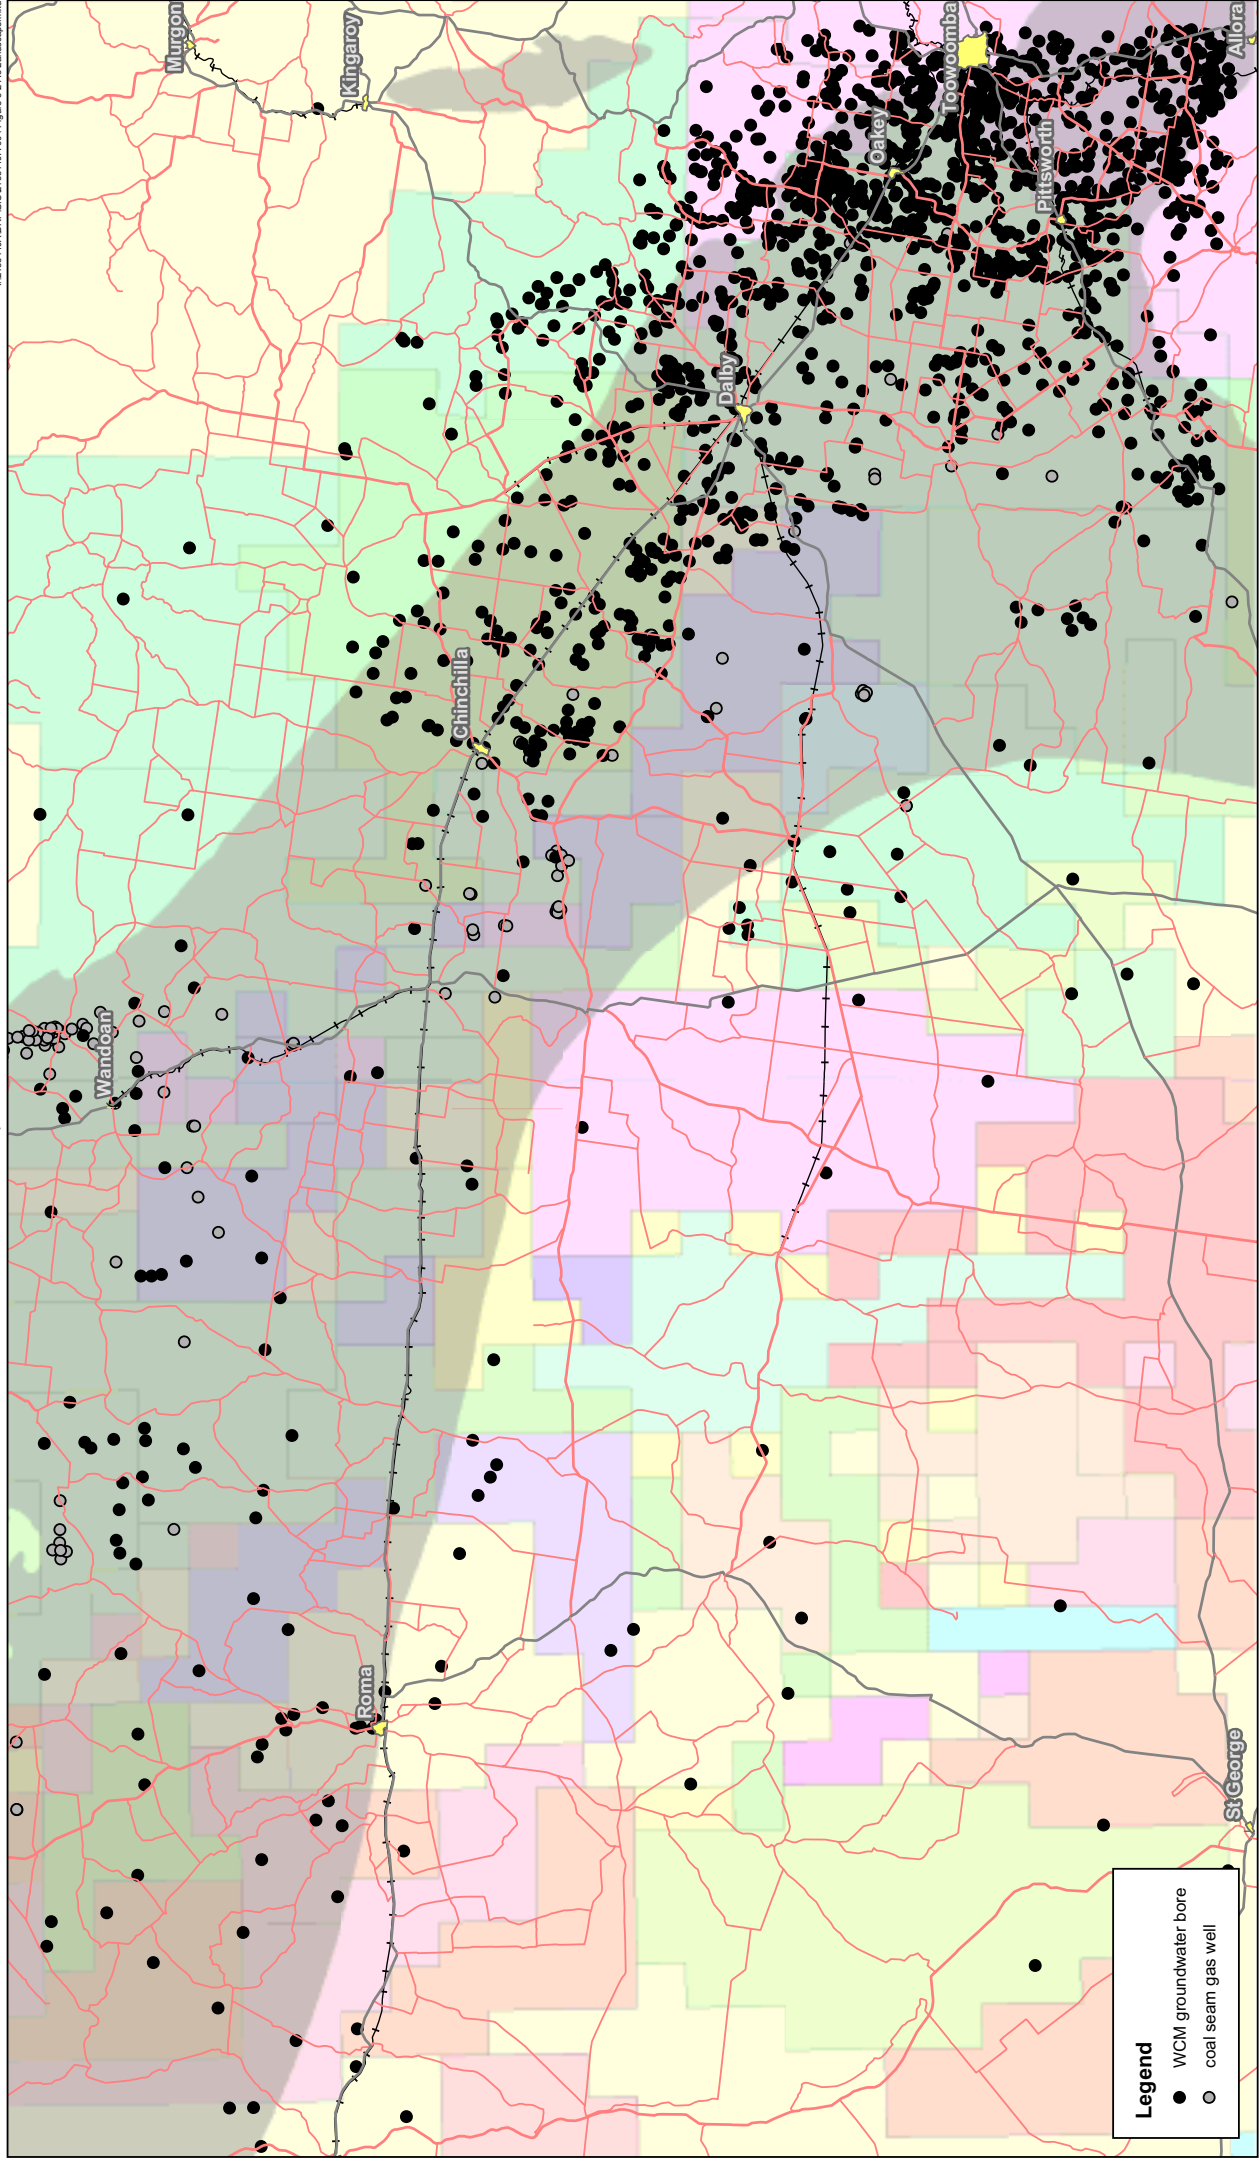 Murgon
Kingaroy
Toowoomba
Allora
Oakey
Pittsworth
Dalby
Chinchilla
Wandoan
Roma
St George
Legend
WCM groundwater bore
coal seam gas well